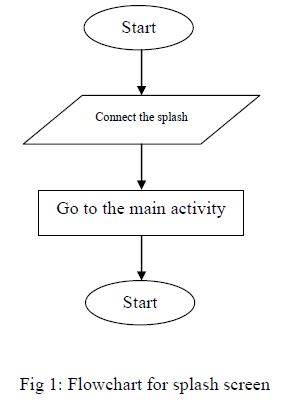 Start
Connect the splash
Go to the main activity
Start
Fig 1: Flowchart for splash screen